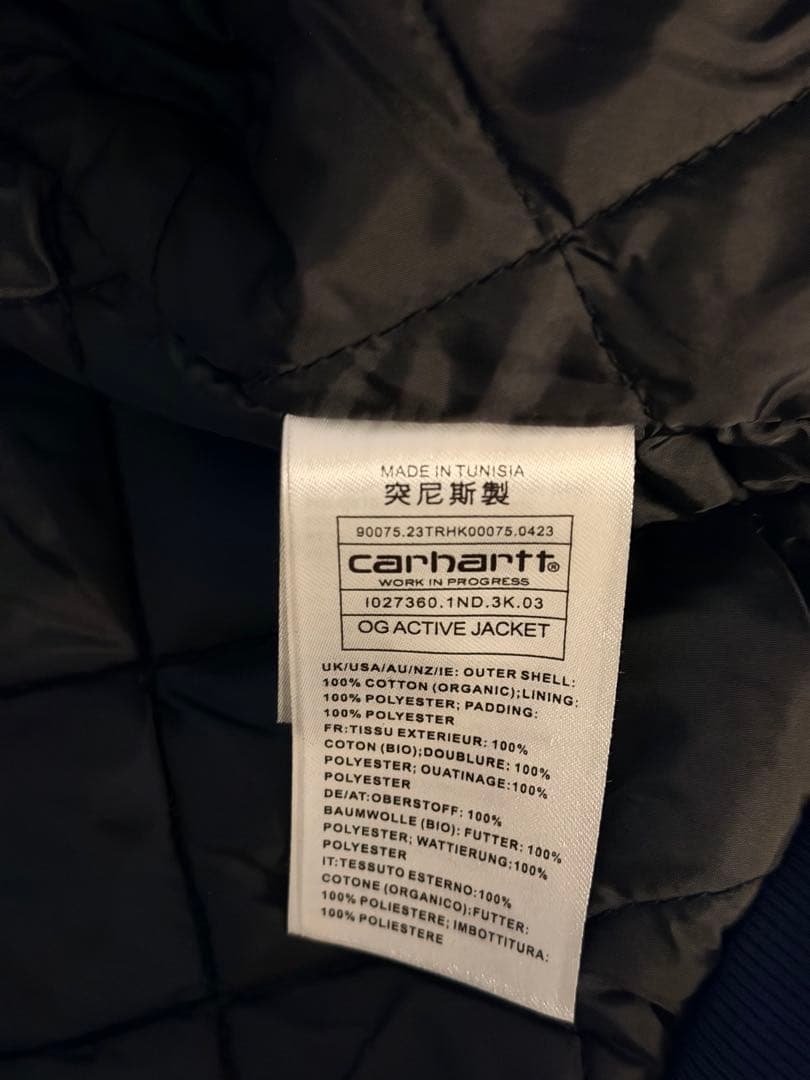 MADE IN TUNISIA
突尼斯製
90075.23TRHK00075.0423
carhartt®
WORK IN PROGRESS
I027360.1ND.3K.03
OG ACTIVE JACKET
UK/USA/AU/NZ/IE: OUTER SHELL:
100% COTTON (ORGANIC);LINING:
100% POLYESTER; PADDING:
100% POLYESTER
FR:TISSU EXTERIEUR: 100%
COTON (BIO);DOUBLURE: 100%
POLYESTER; OUATINAGE:100%
POLYESTER
DE/AT:OBERSTOFF: 100%
BAUMWOLLE (BIO): FUTTER: 100%
POLYESTER; WATTIERUNG:100%
POLYESTER
IT:TESSUTO ESTERNO:100%
COTONE (ORGANICO):FUTTER:
100% POLIESTERE; IMBOTTITURA:
100% POLIESTERE